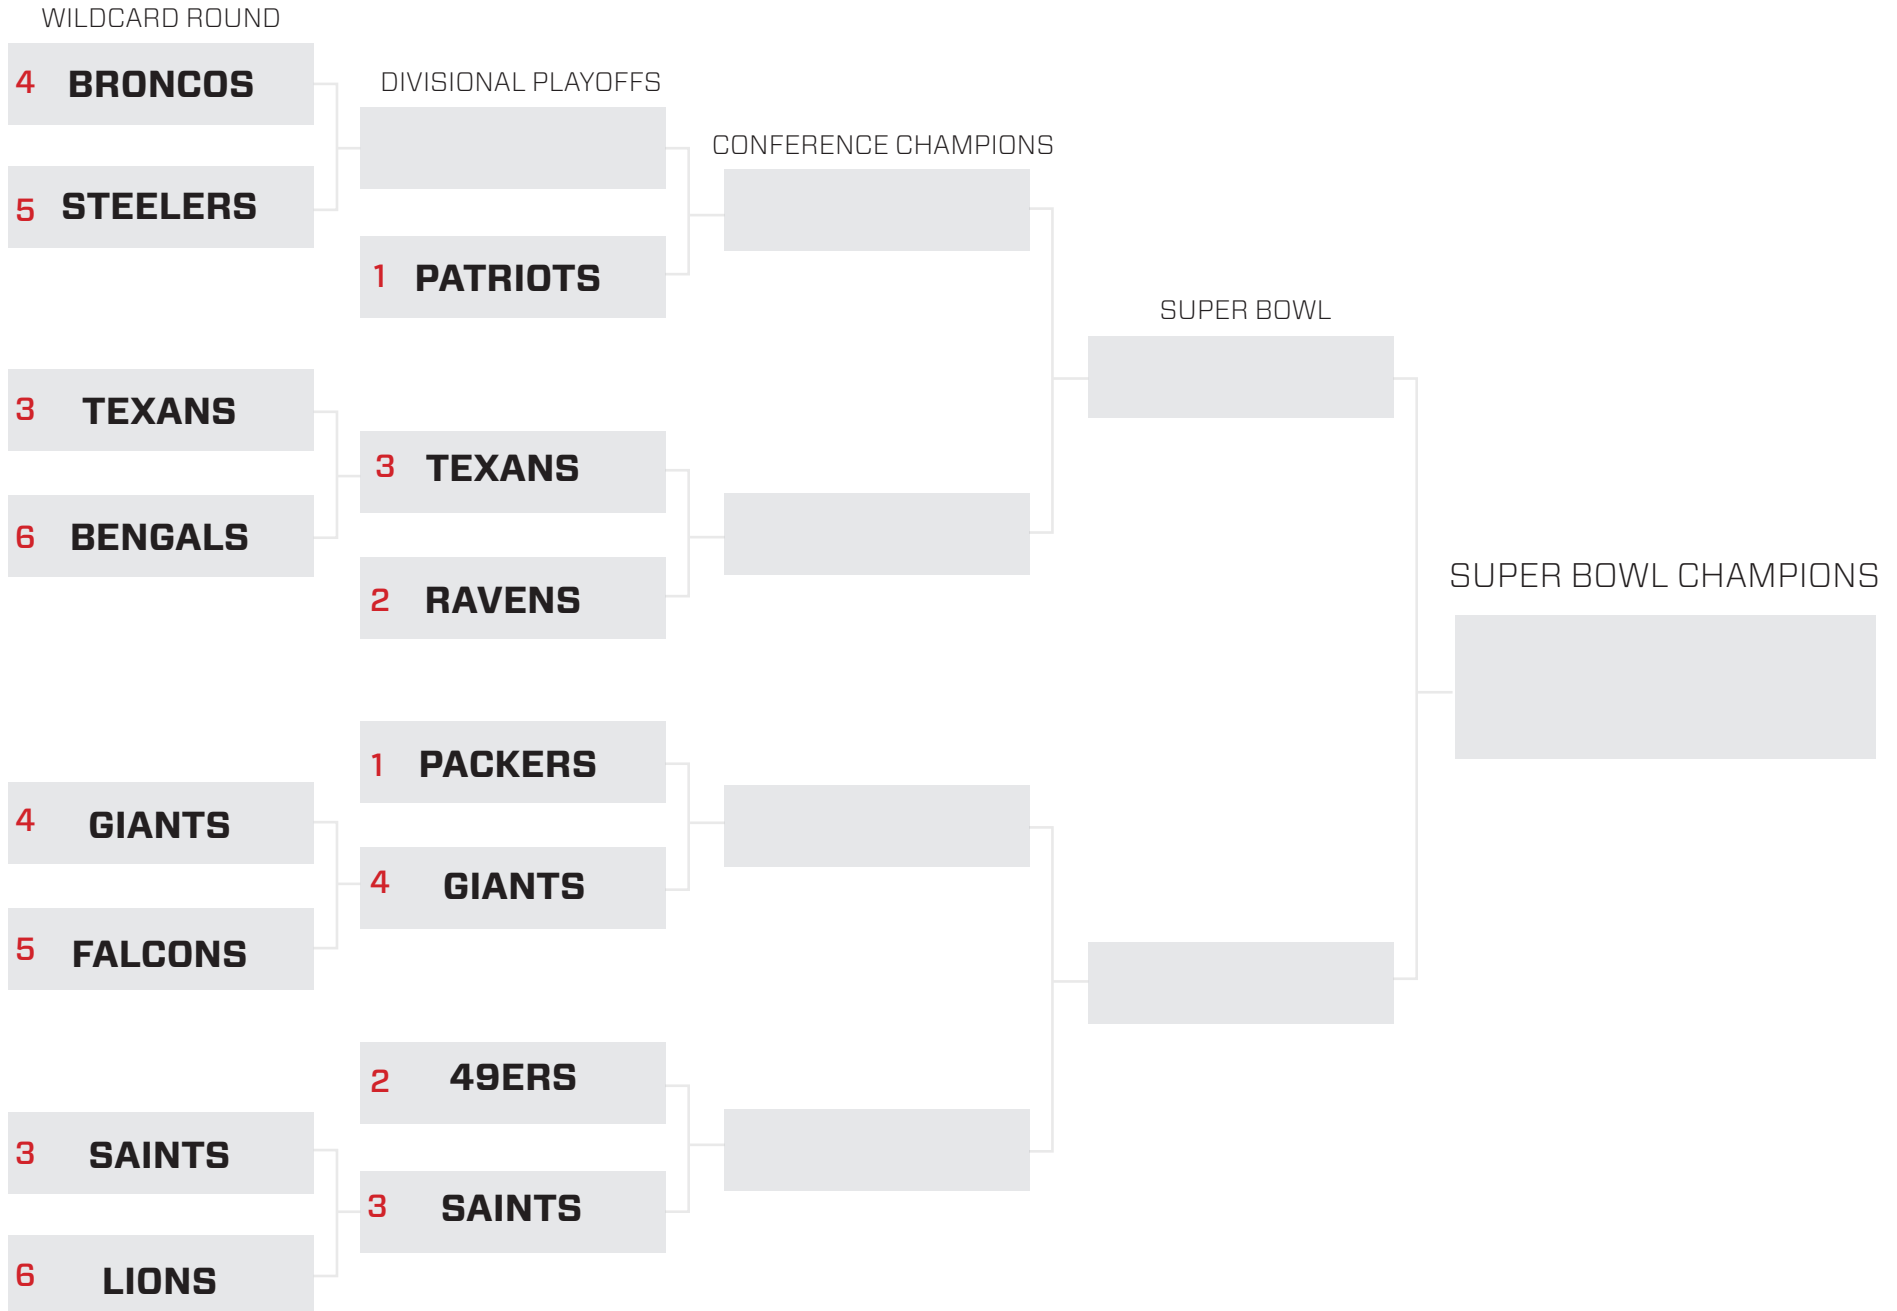 WILDCARD ROUND
4 BRONCOS
5 STEELERS
3 TEXANS
6 BENGALS
4 GIANTS
5 FALCONS
3 SAINTS
6 LIONS
DIVISIONAL PLAYOFFS
1 PATRIOTS
3 TEXANS
2 RAVENS
1 PACKERS
4 GIANTS
2 49ERS
3 SAINTS
CONFERENCE CHAMPIONS
SUPER BOWL
SUPER BOWL CHAMPIONS